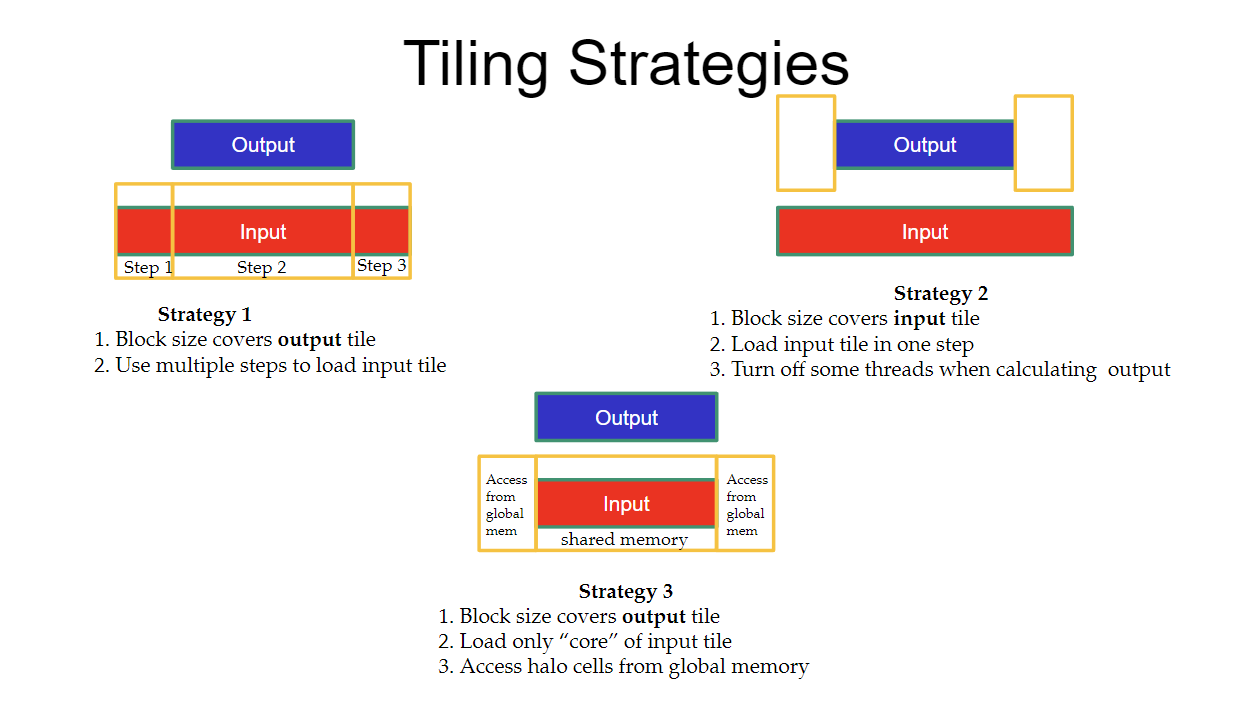 Tiling Strategies
Output
Input
Step 1
Step 2
Step 3
Strategy 1
1. Block size covers output tile
2. Use multiple steps to load input tile
Output
Input
Strategy 2
1. Block size covers input tile
2. Load input tile in one step
3. Turn off some threads when calculating output
Output
Access
from
global
mem
Input
shared memory
Access
from
global
mem
Strategy 3
1. Block size covers output tile
2. Load only “core” of input tile
3. Access halo cells from global memory